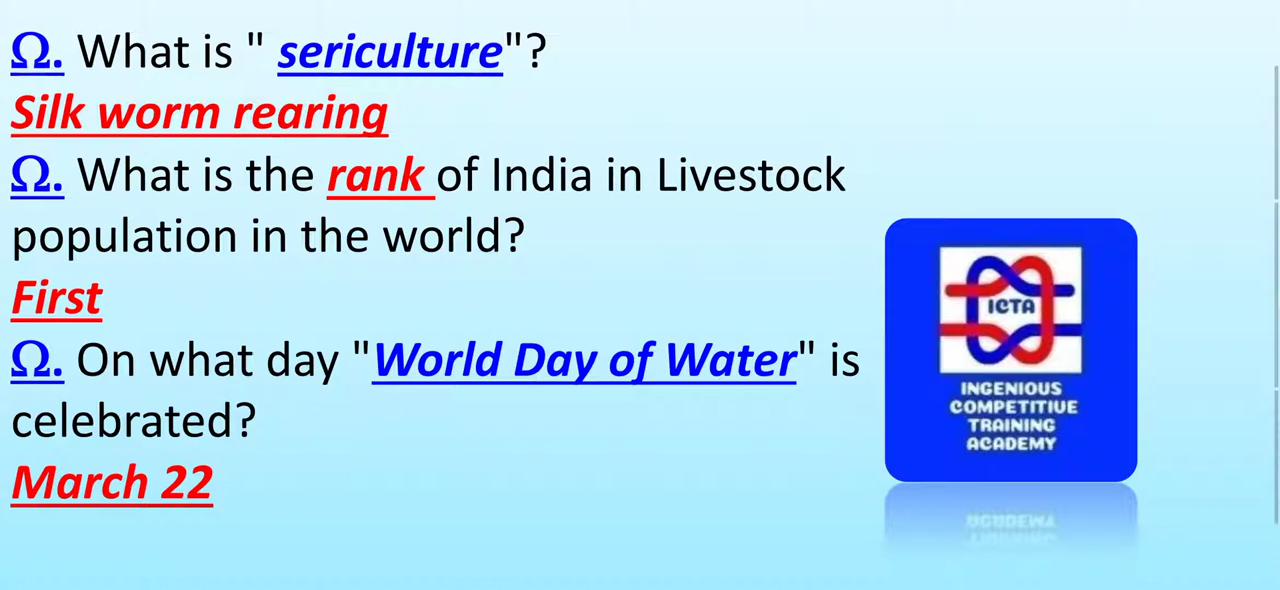 Ω. What is " sericulture"?
Silk worm rearing
Ω. What is the rank of India in Livestock
population in the world?
First
Ω. On what day "World Day of Water" is
celebrated?
March 22
ICTA
INGENIOUS
COMPETITIVE
TRAINING
ACADEMY